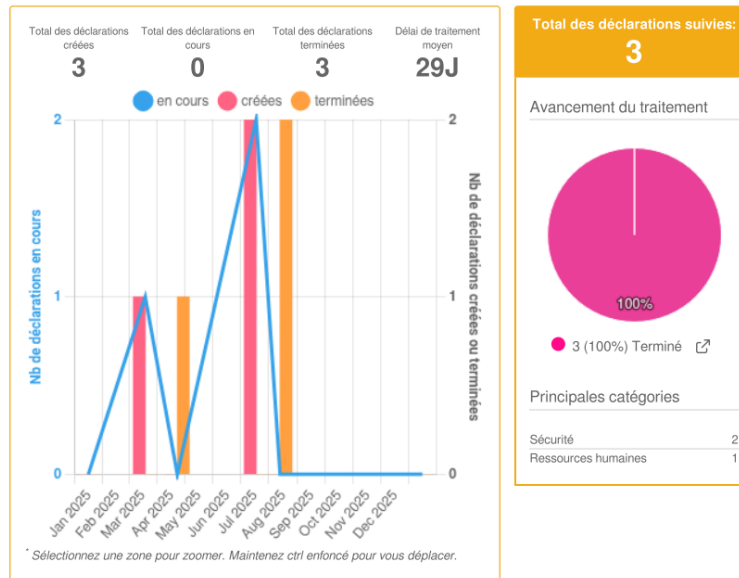 Total des déclarations créées
3
Total des déclarations en cours
0
Total des déclarations terminées
3
Délai de traitement moyen
29J
en cours
créées
terminées
Nb de déclarations en cours
2
1
0
2
1
0
Nb de déclarations créées ou terminées
Jan 2025
Feb 2025
Mar 2025
Apr 2025
May 2025
Jun 2025
Jul 2025
Aug 2025
Sep 2025
Oct 2025
Nov 2025
Dec 2025
* Sélectionnez une zone pour zoomer. Maintenez ctrl enfoncé pour vous déplacer.
Total des déclarations suivies:
3
Avancement du traitement
100%
3 (100%) Terminé
Principales catégories
Sécurité 2
Ressources humaines 1